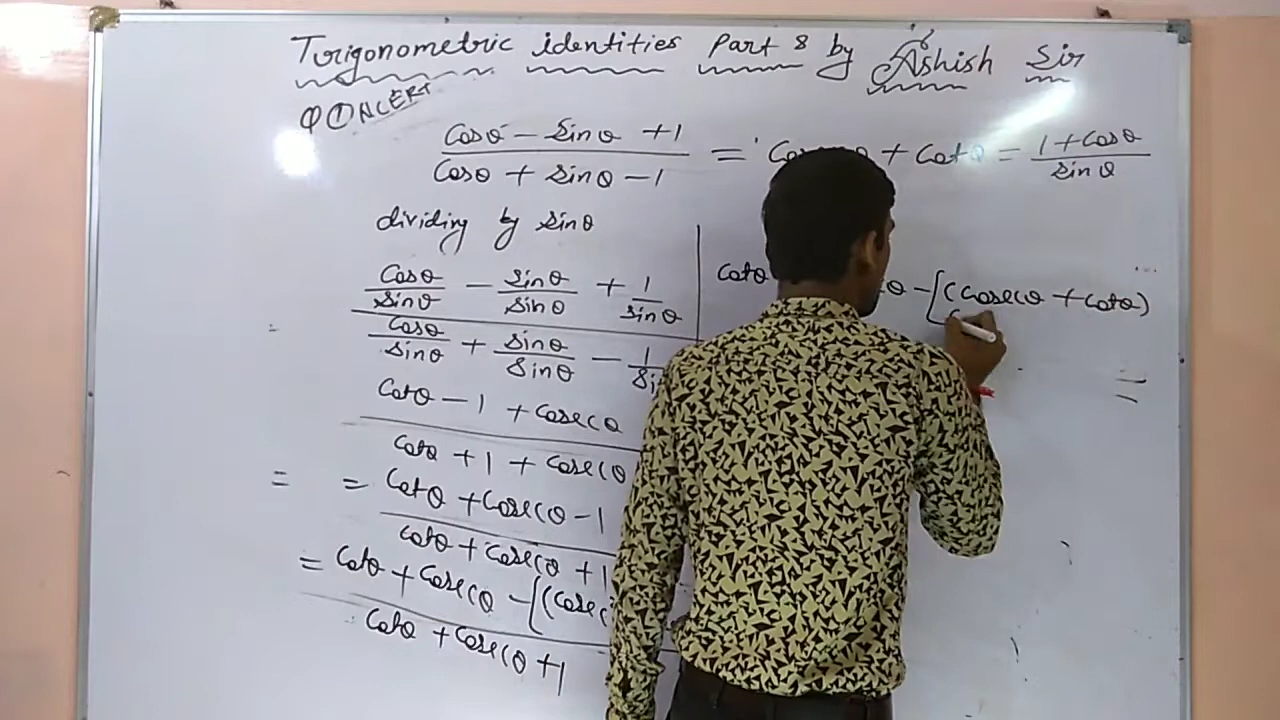 Trigonometric identities Part 8 by Ashish Sir
Q ① NCERT
Cosθ - Sinθ + 1
Cosθ + Sinθ - 1
= + Cotθ = 1 + Cosθ
Sinθ
dividing by Sinθ
Cosθ - Sinθ + 1
Sinθ Sinθ Sinθ
Cosθ + Sinθ - 1
Sinθ Sinθ
Cotθ - 1 + Cosecθ
Cotθ + 1 + Cosecθ
= = Cotθ + Cosecθ - 1
Cotθ + Cosecθ + 1
= Cotθ + Cosecθ - [(Cosec
Cotθ + Cosecθ + 1
Cotθ - [(Cosecθ + Cotθ)
=